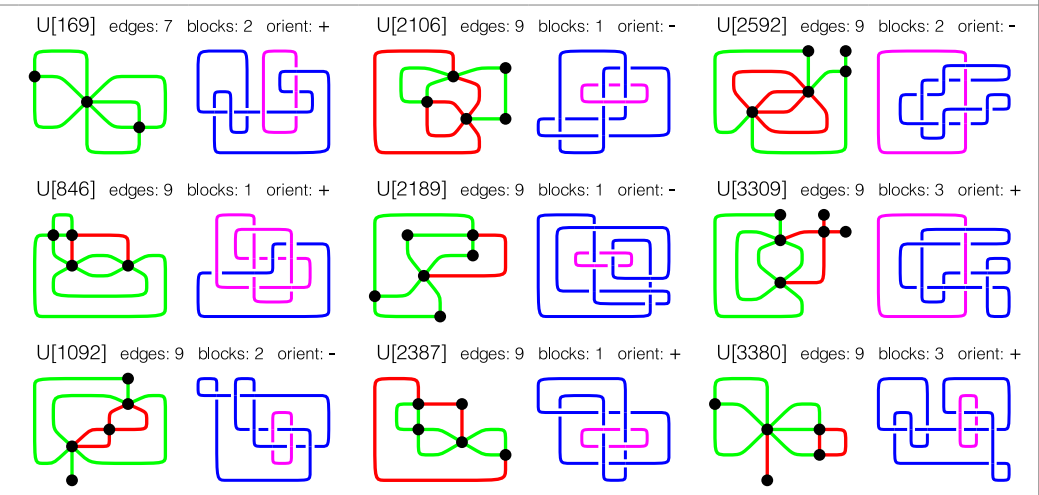 U[169] edges: 7 blocks: 2 orient: +
U[2106] edges: 9 blocks: 1 orient: -
U[2592] edges: 9 blocks: 2 orient: -
U[846] edges: 9 blocks: 1 orient: +
U[2189] edges: 9 blocks: 1 orient: -
U[3309] edges: 9 blocks: 3 orient: +
U[1092] edges: 9 blocks: 2 orient: -
U[2387] edges: 9 blocks: 1 orient: +
U[3380] edges: 9 blocks: 3 orient: +